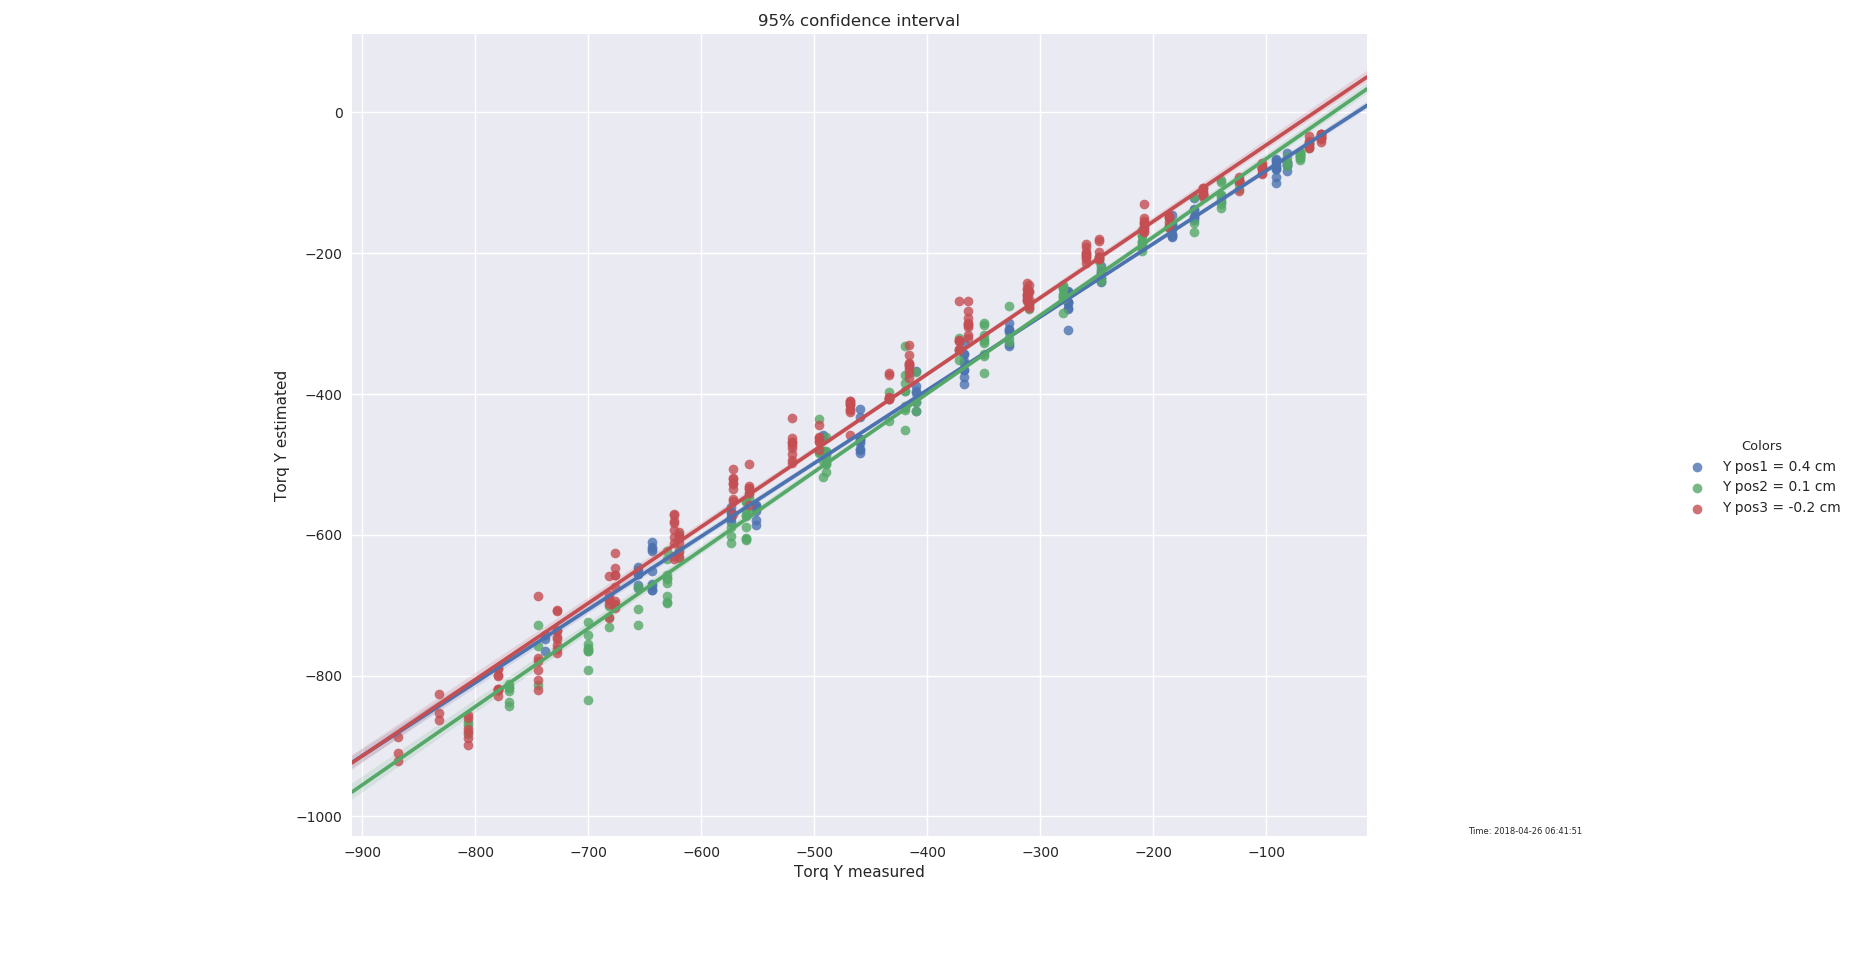 95% confidence interval
0
−200
−400
−600
−800
−1000
Torq Y estimated
−900 −800 −700 −600 −500 −400 −300 −200 −100
Torq Y measured
Colors
Y pos1 = 0.4 cm
Y pos2 = 0.1 cm
Y pos3 = -0.2 cm
Time: 2018-04-26 06:41:51